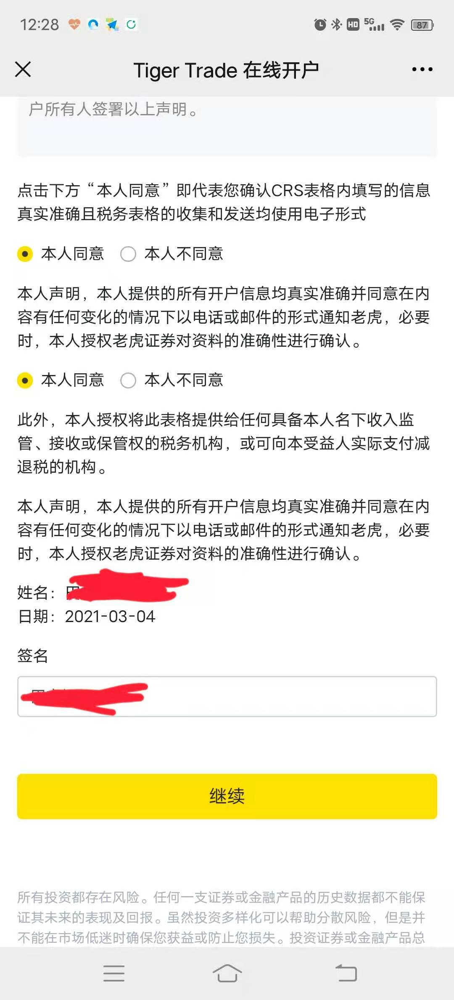 12:28
HD 5G 87
Tiger Trade 在线开户
户所有人签署以上声明。
点击下方“本人同意”即代表您确认CRS表格内填写的信息
真实准确且税务表格的收集和发送均使用电子形式
本人同意 本人不同意
本人声明，本人提供的所有开户信息均真实准确并同意在内
容有任何变化的情况下以电话或邮件的形式通知老虎，必要
时，本人授权老虎证券对资料的准确性进行确认。
本人同意 本人不同意
此外，本人授权将此表格提供给任何具备本人名下收入监
管、接收或保管权的税务机构，或可向本受益人实际支付减
退税的机构。
本人声明，本人提供的所有开户信息均真实准确并同意在内
容有任何变化的情况下以电话或邮件的形式通知老虎，必要
时，本人授权老虎证券对资料的准确性进行确认。
姓名：
日期：2021-03-04
签名
继续
所有投资都存在风险。任何一支证券或金融产品的历史数据都不能保
证其未来的表现及回报。虽然投资多样化可以帮助分散风险，但是并
不能在市场低迷时确保您获益或防止您损失。投资证券或金融产品总